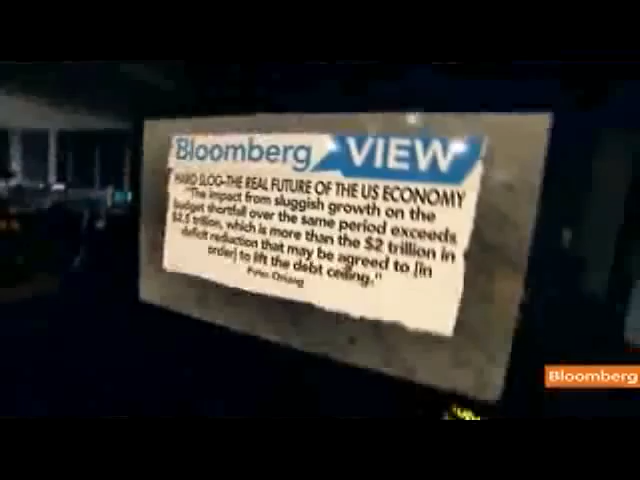 Bloomberg VIEW
HARD SLOG-THE REAL FUTURE OF THE US ECONOMY
"The impact from sluggish growth on the
budget shortfall over the same period exceeds
$2.5 trillion, which is more than the $2 trillion in
deficit reduction that may be agreed to [in
order] to lift the debt ceiling."
Peter Orszag
Bloomberg